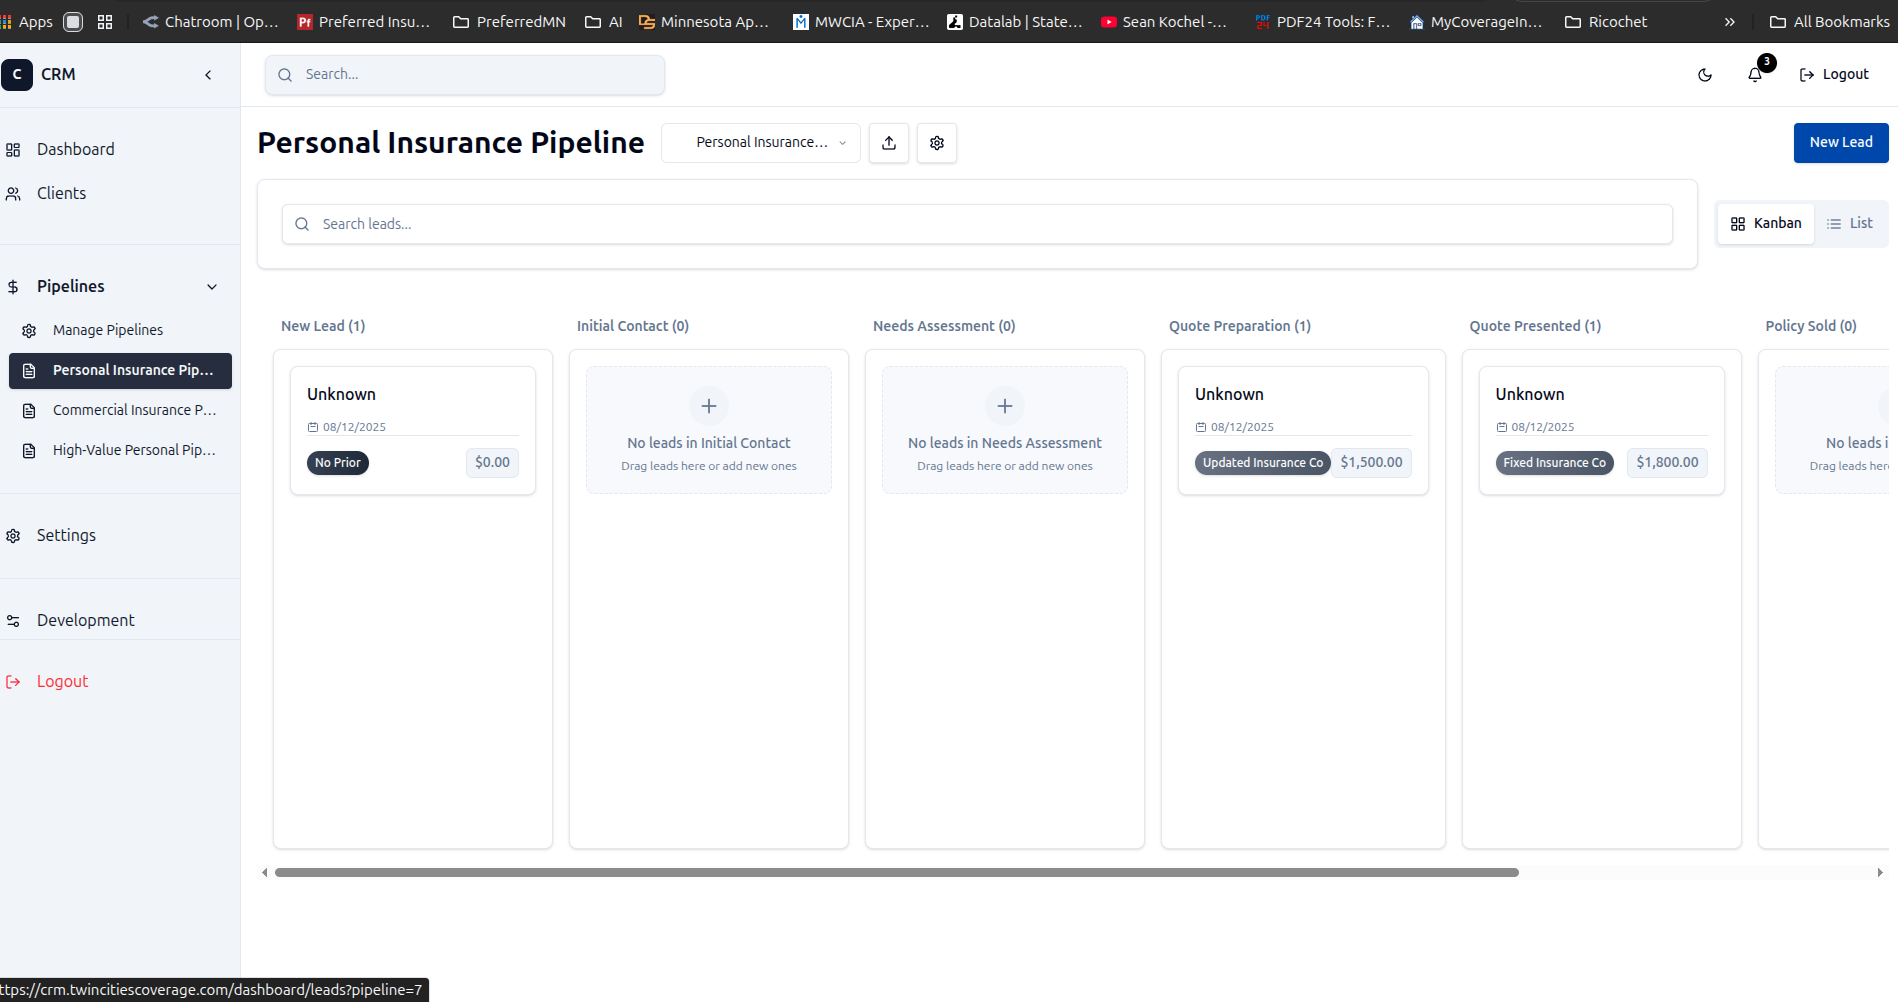 Apps
Chatroom | Op...
Preferred Insu...
PreferredMN
AI
Minnesota Ap...
MWCIA - Exper...
Datalab | State...
Sean Kochel -...
PDF24 Tools: F...
MyCoverageIn...
Ricochet
»
All Bookmarks
C CRM
Search...
3
Logout
Dashboard
Clients
Pipelines
Manage Pipelines
Personal Insurance Pip...
Commercial Insurance P...
High-Value Personal Pip...
Settings
Development
Logout
Personal Insurance Pipeline
Personal Insurance...
New Lead
Search leads...
Kanban
List
New Lead (1)
Unknown
08/12/2025
No Prior
$0.00
Initial Contact (0)
No leads in Initial Contact
Drag leads here or add new ones
Needs Assessment (0)
No leads in Needs Assessment
Drag leads here or add new ones
Quote Preparation (1)
Unknown
08/12/2025
Updated Insurance Co
$1,500.00
Quote Presented (1)
Unknown
08/12/2025
Fixed Insurance Co
$1,800.00
Policy Sold (0)
No leads i
Drag leads her
ttps://crm.twincitiescoverage.com/dashboard/leads?pipeline=7